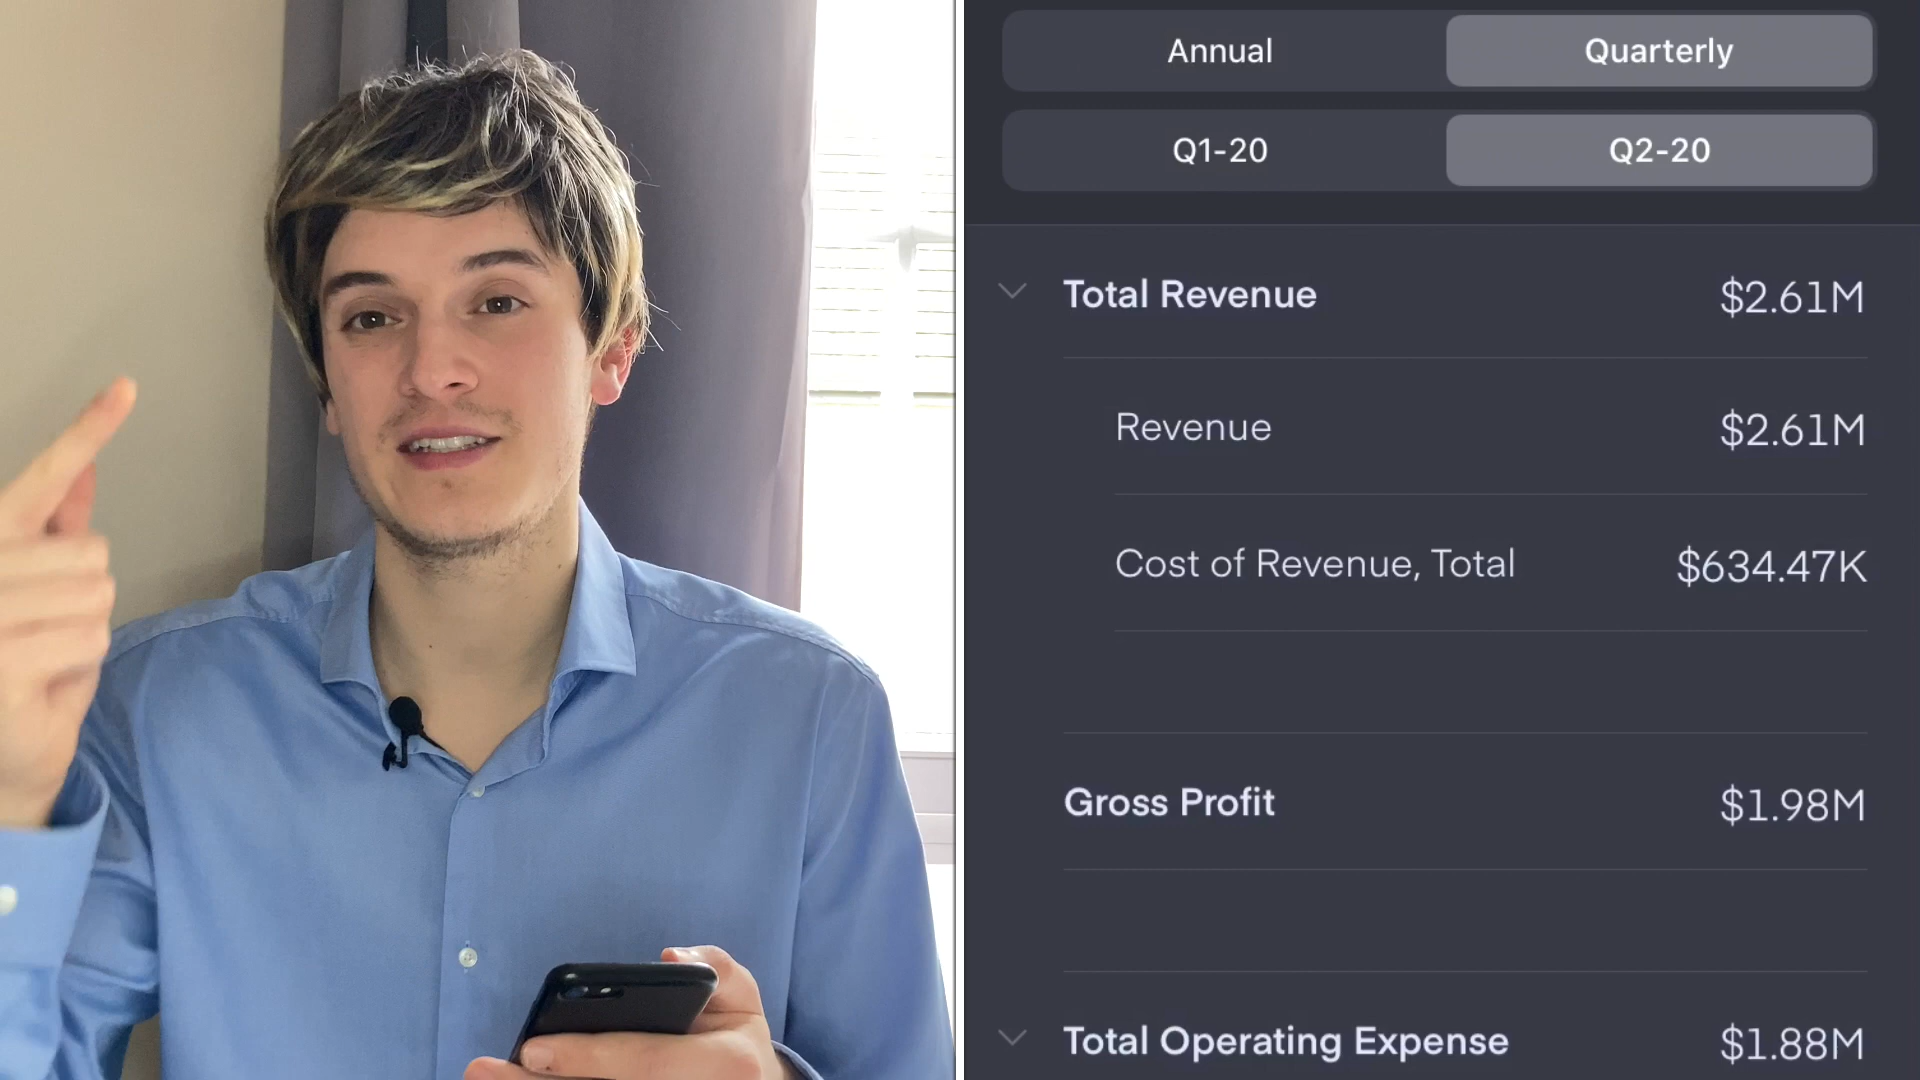 Annual Quarterly
Q1-20 Q2-20
Total Revenue $2.61M
Revenue $2.61M
Cost of Revenue, Total $634.47K
Gross Profit $1.98M
Total Operating Expense $1.88M